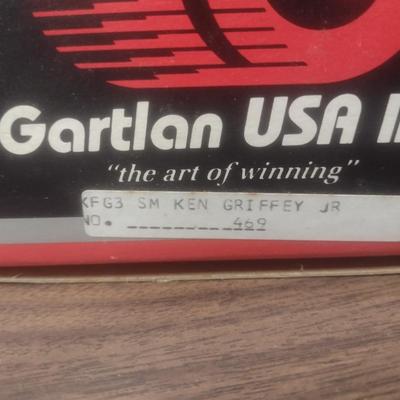 Gartlan USA
"the art of winning"
KFG3 SM KEN GRIFFEY JR
NO. 469